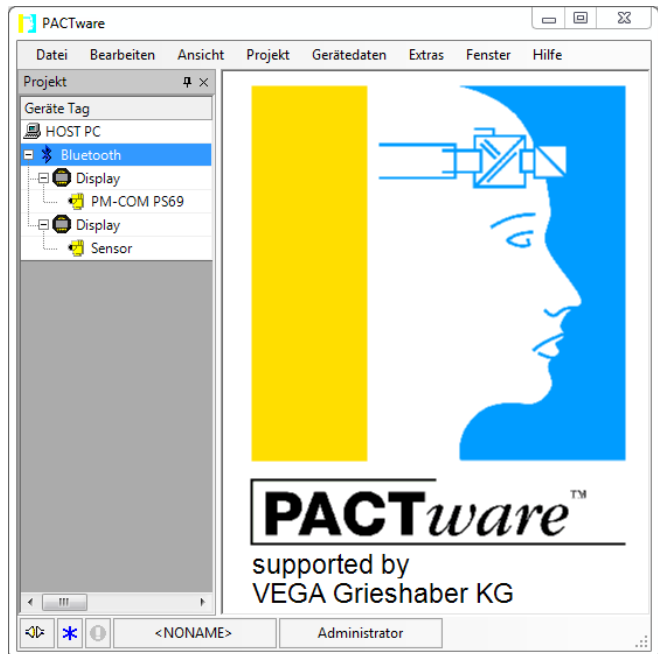 PACTware
Datei Bearbeiten Ansicht Projekt Gerätedaten Extras Fenster Hilfe
Projekt
Geräte Tag
HOST PC
Bluetooth
Display
PM-COM PS69
Display
Sensor
PACTware™
supported by
VEGA Grieshaber KG
<NONAME> Administrator